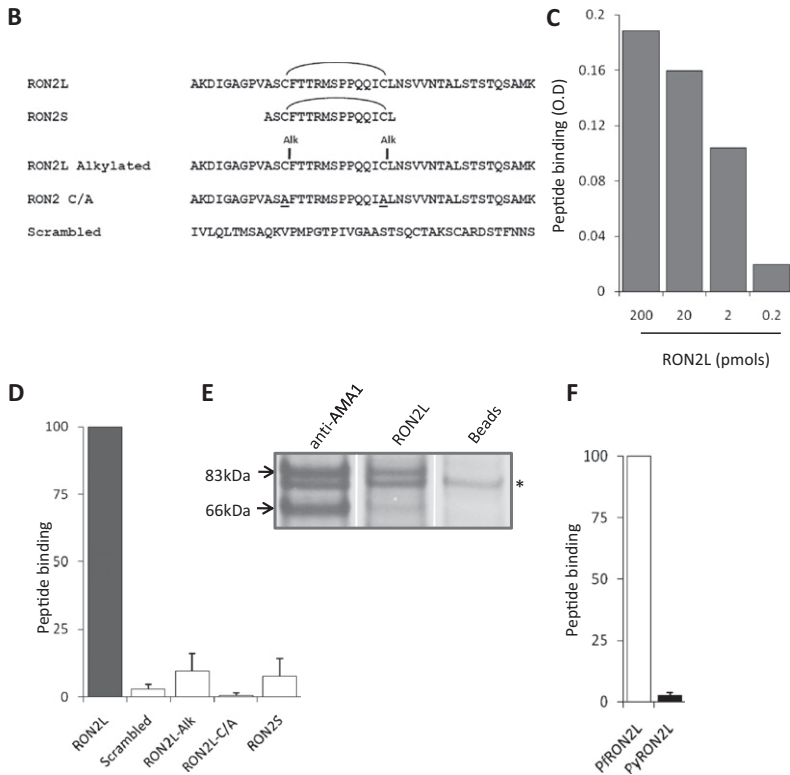 B
RON2L AKDIGAGPVASCFTTRMSPPQQICLNSVVNTALSTSTQSAMK
RON2S ASCFTTRMSPPQQICL
Alk Alk
RON2L Alkylated AKDIGAGPVASCFTTRMSPPQQICLNSVVNTALSTSTQSAMK
RON2 C/A AKDIGAGPVASAFTTRMSPPQQIALNSVVNTALSTSTQSAMK
Scrambled IVLQLTMSAQKVPMPGTPIVGAASTSQCTAKSCARDSTFNNS
C
Peptide binding (O.D)
0.2
0.16
0.12
0.08
0.04
0
200 20 2 0.2
RON2L (pmols)
D
Peptide binding
100
75
50
25
0
RON2L Scrambled RON2L-Alk RON2L-C/A RON2S
E
anti-AMA1 RON2L Beads
83kDa
*
66kDa
F
Peptide binding
100
75
50
25
0
PfRON2L PyRON2L